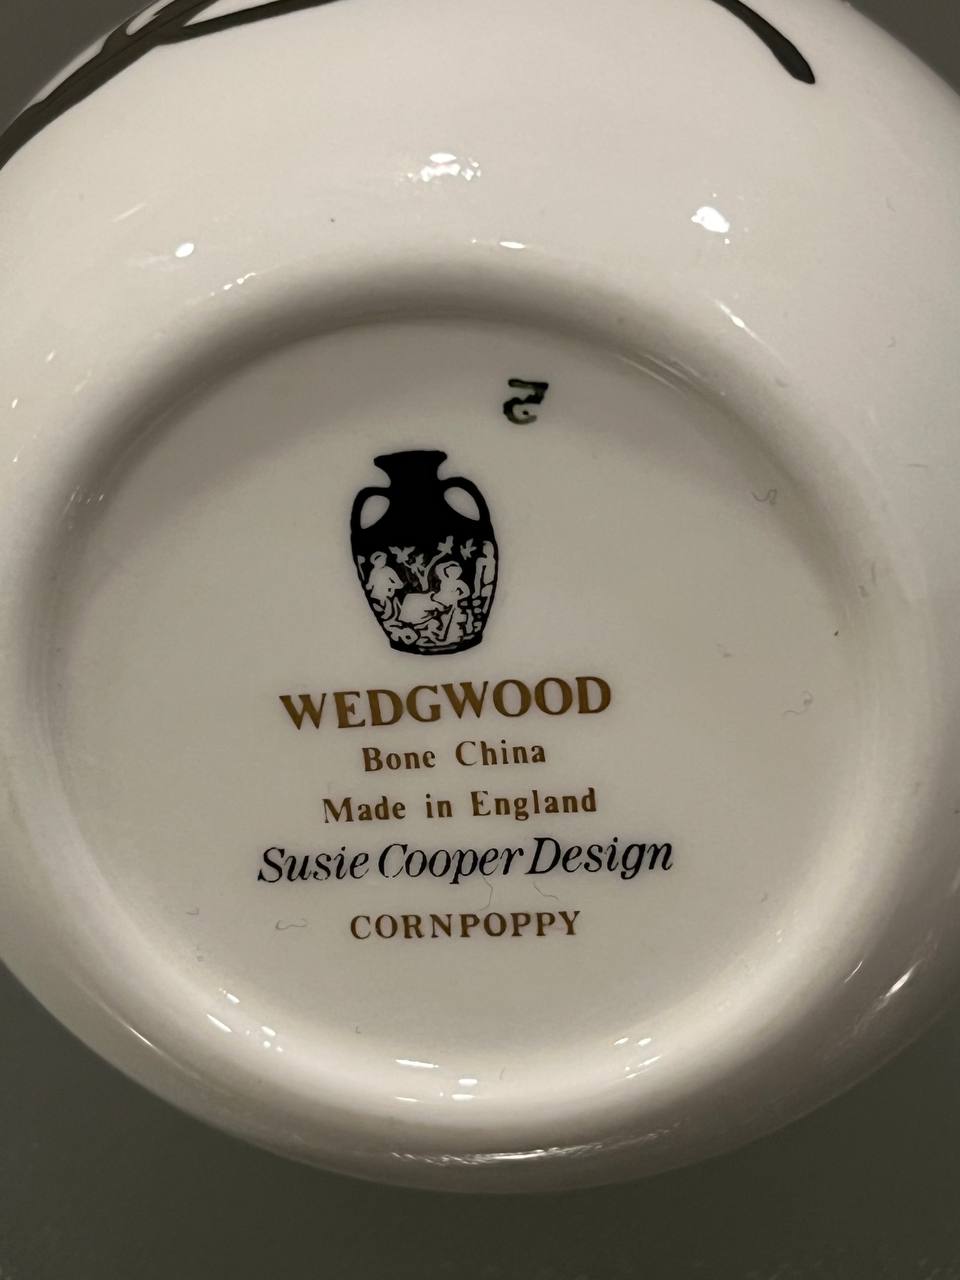 WEDGWOOD
Bone China
Made in England
Susie Cooper Design
CORNPOPPY